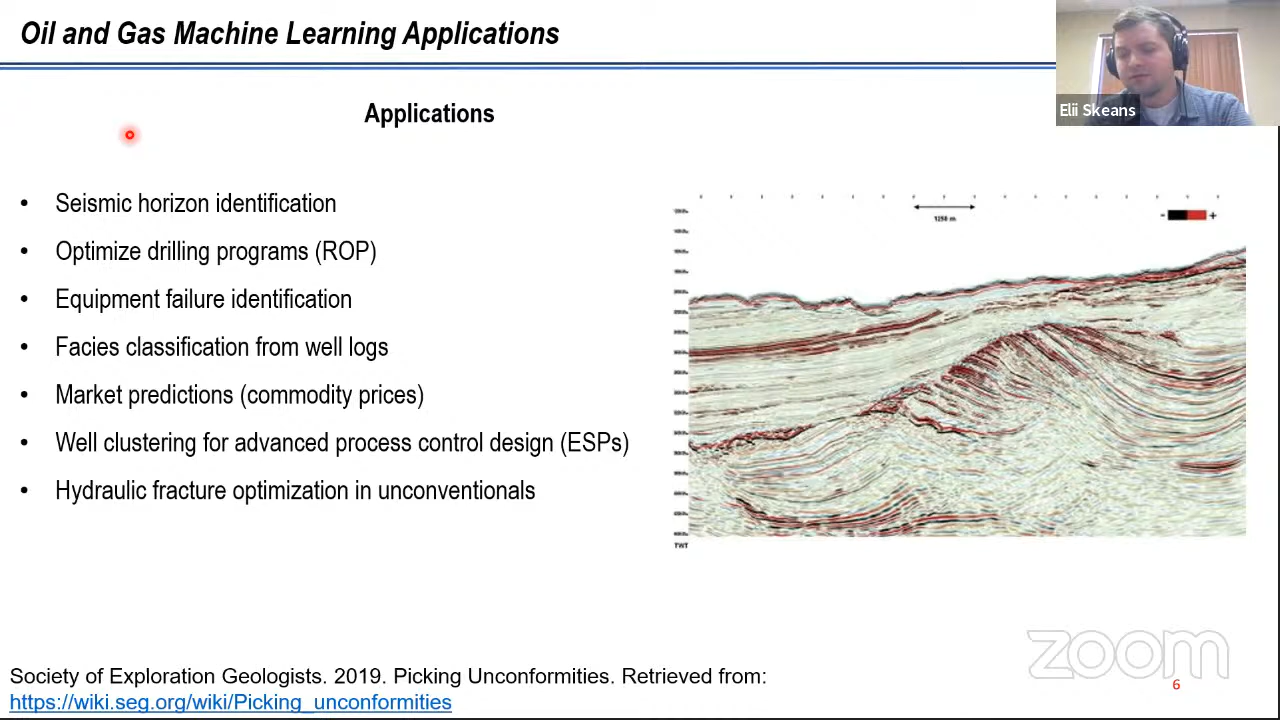 Oil and Gas Machine Learning Applications
Elii Skeans
Applications
• Seismic horizon identification
• Optimize drilling programs (ROP)
• Equipment failure identification
• Facies classification from well logs
• Market predictions (commodity prices)
• Well clustering for advanced process control design (ESPs)
• Hydraulic fracture optimization in unconventionals
1250 m
- +
TWT
Society of Exploration Geologists. 2019. Picking Unconformities. Retrieved from:
https://wiki.seg.org/wiki/Picking_unconformities
zoom
6